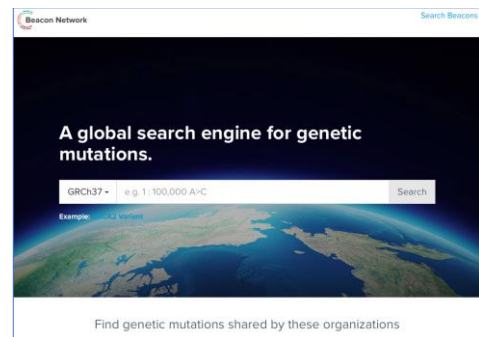 Beacon Network
Search Beacons
A global search engine for genetic
mutations.
GRCh37
e.g. 1 : 100,000 A>C
Search
Example: Variant
Find genetic mutations shared by these organizations